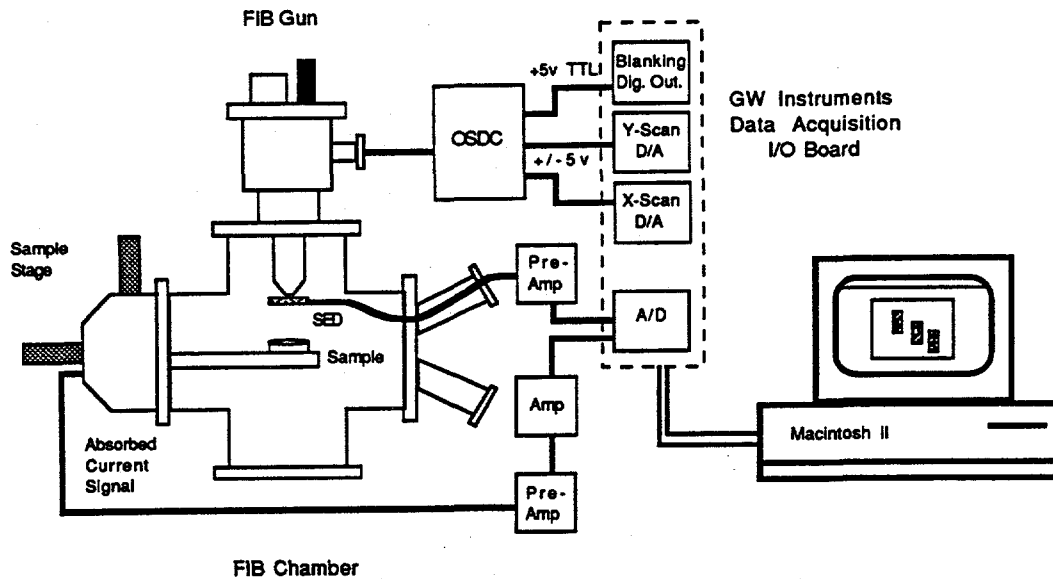 FIB Gun
+5v TTL
Blanking
Dig. Out.
GW Instruments
Data Acquisition
I/O Board
OSDC
Y-Scan
D/A
+/- 5 v
X-Scan
D/A
Sample
Stage
Pre-
Amp
SED
A/D
Sample
Amp
Macintosh II
Absorbed
Current
Signal
Pre-
Amp
FIB Chamber